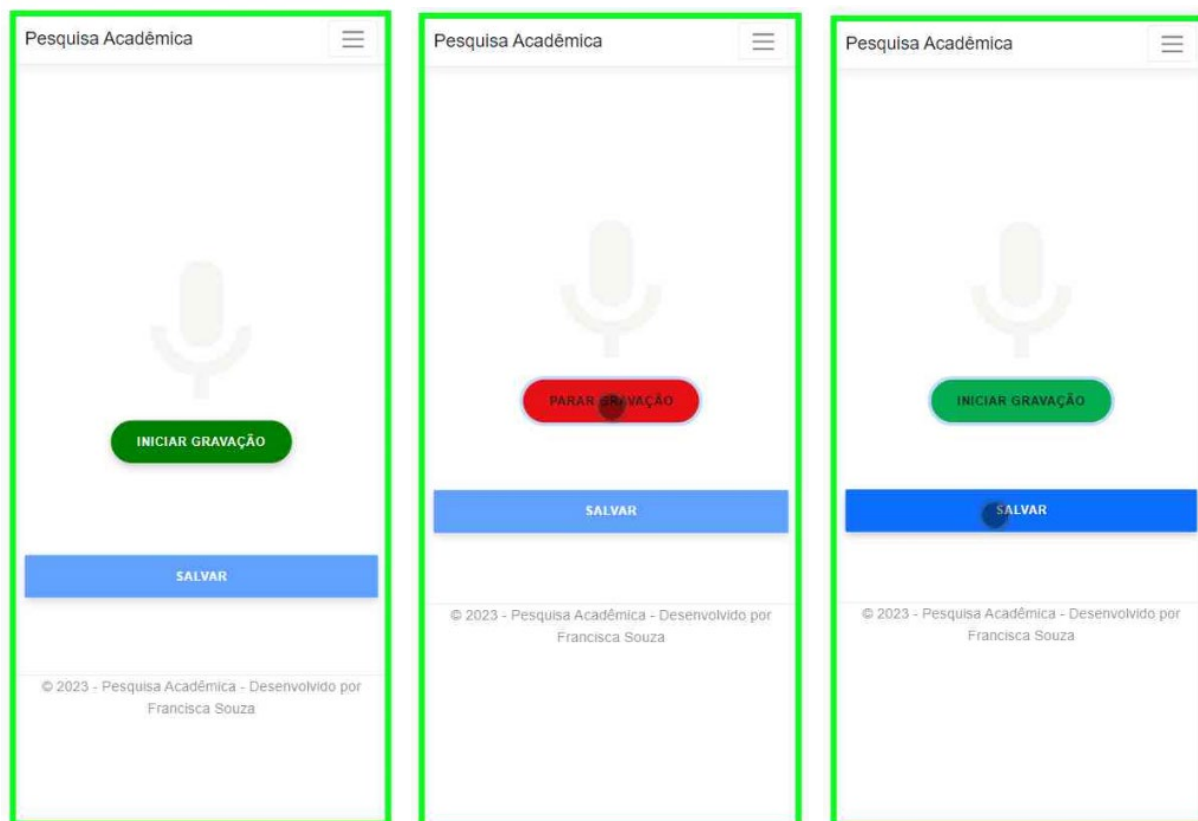 Pesquisa Acadêmica
INICIAR GRAVAÇÃO
SALVAR
© 2023 - Pesquisa Acadêmica - Desenvolvido por
Francisca Souza
Pesquisa Acadêmica
PARAR GRAVAÇÃO
SALVAR
© 2023 - Pesquisa Acadêmica - Desenvolvido por
Francisca Souza
Pesquisa Acadêmica
INICIAR GRAVAÇÃO
SALVAR
© 2023 - Pesquisa Acadêmica - Desenvolvido por
Francisca Souza